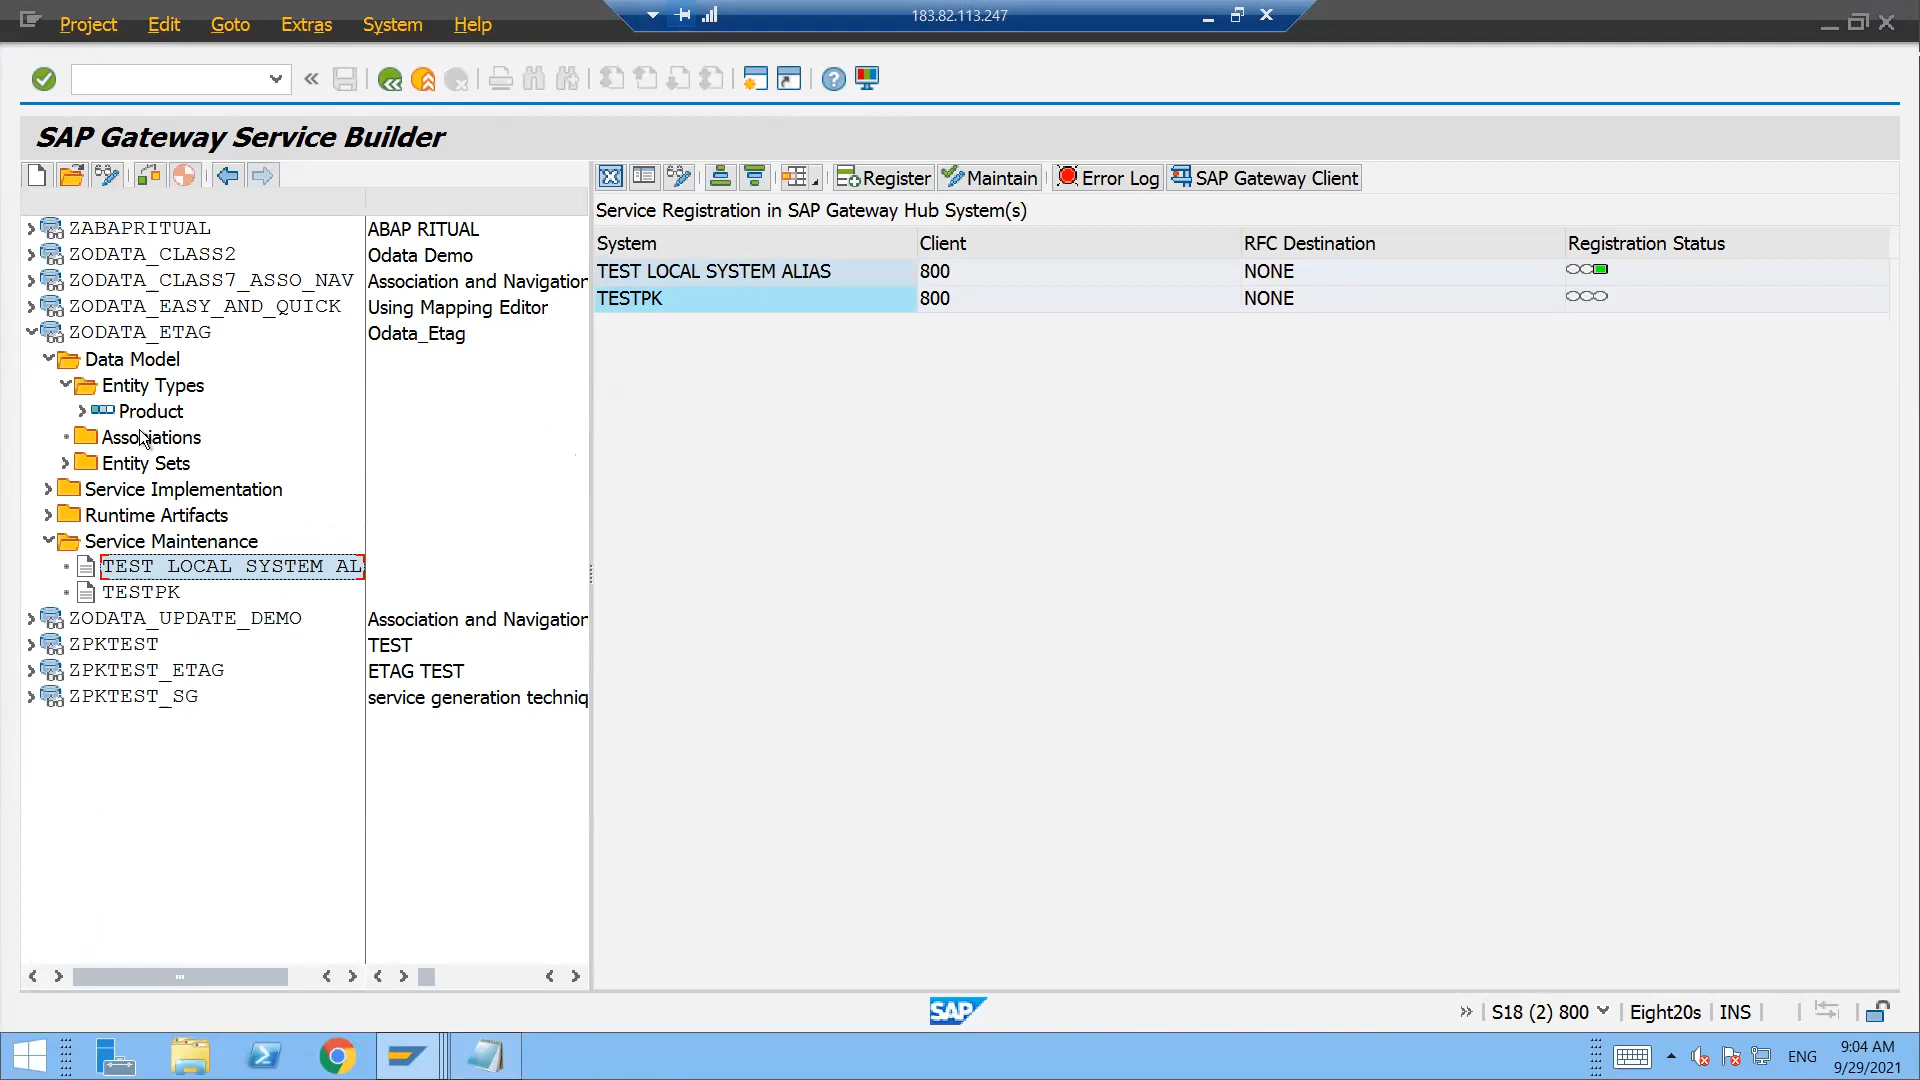 183.82.113.247
Project Edit Goto Extras System Help
SAP Gateway Service Builder
Register Maintain Error Log SAP Gateway Client
Service Registration in SAP Gateway Hub System(s)
System Client RFC Destination Registration Status
TEST LOCAL SYSTEM ALIAS 800 NONE
TESTPK 800 NONE
ZABAPRITUAL ABAP RITUAL
ZODATA_CLASS2 Odata Demo
ZODATA_CLASS7_ASSO_NAV Association and Navigation
ZODATA_EASY_AND_QUICK Using Mapping Editor
ZODATA_ETAG Odata_Etag
Data Model
Entity Types
Product
Associations
Entity Sets
Service Implementation
Runtime Artifacts
Service Maintenance
TEST LOCAL SYSTEM AL
TESTPK
ZODATA_UPDATE_DEMO Association and Navigation
ZPKTEST TEST
ZPKTEST_ETAG ETAG TEST
ZPKTEST_SG service generation techniq
SAP
S18 (2) 800 Eight20s INS
ENG
9:04 AM
9/29/2021